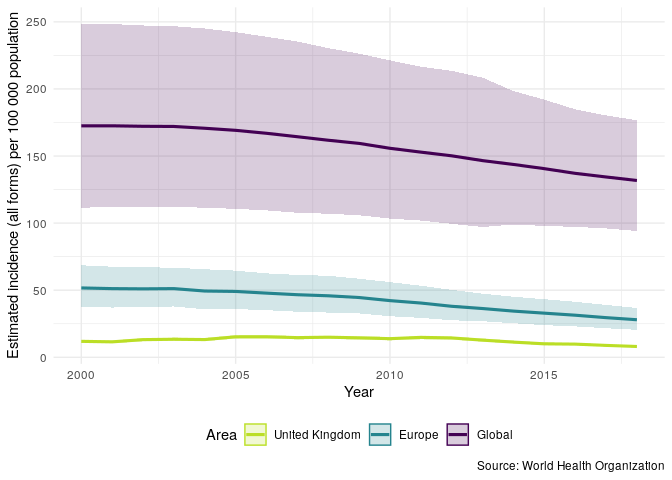 Estimated incidence (all forms) per 100 000 population
250
200
150
100
50
0
2000 2005 2010 2015
Year
Area United Kingdom Europe Global
Source: World Health Organization